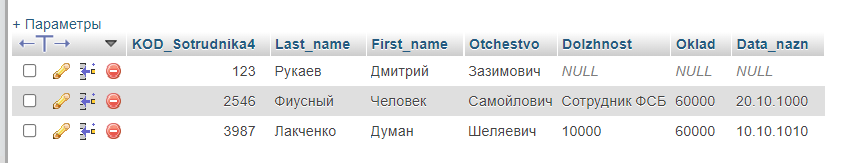 + Параметры
←T→ KOD_Sotrudnika4 Last_name First_name Otchestvo Dolzhnost Oklad Data_nazn
123 Рукаев Дмитрий Зазимович NULL NULL NULL
2546 Фиусный Человек Самойлович Сотрудник ФСБ 60000 20.10.1000
3987 Лакченко Думан Шеляевич 10000 60000 10.10.1010